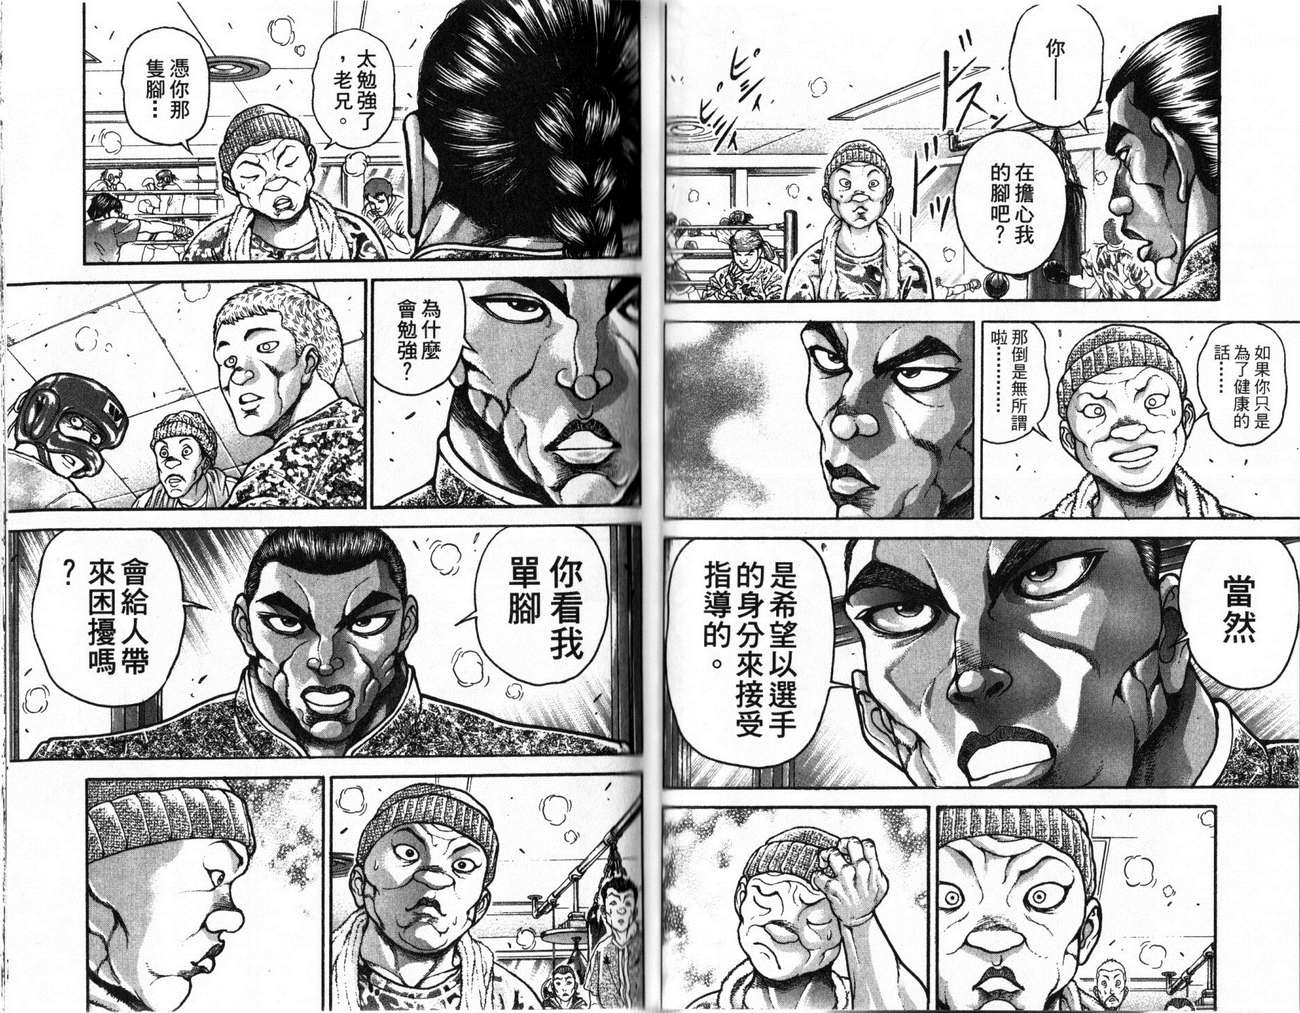 你——
在擔心我
的腳吧？
如果你只是
為了健康的
話……
那倒是無所謂
啦…………
當然
是希望以選手
的身分來接受
指導的。
太勉強了
，老兄。
憑你那
隻腳…
為什麼
會勉強？
你看我
單腳
會給人帶
來困擾嗎
？